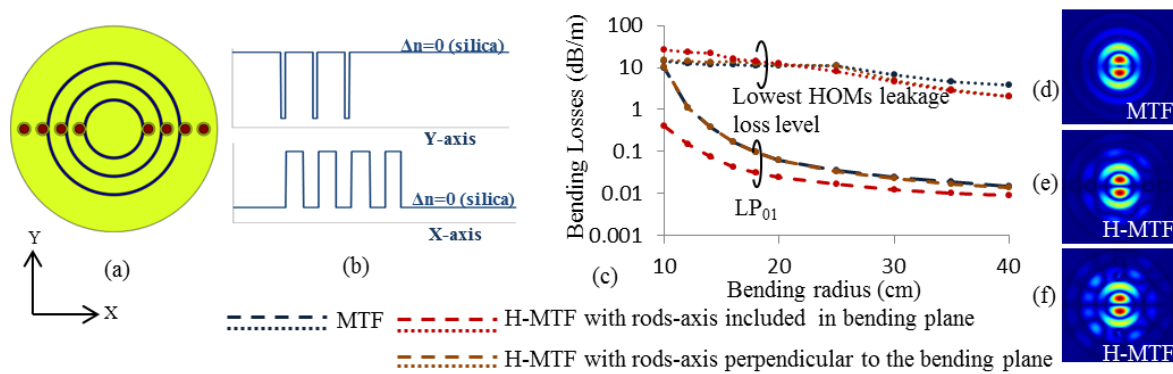 (a)
Y
X
(b)
Δn=0 (silica)
Y-axis
Δn=0 (silica)
X-axis
(c)
Bending Losses (dB/m)
100
10
1
0.1
0.01
0.001
Lowest HOMs leakage
loss level
LP01
10
20
30
40
Bending radius (cm)
MTF
H-MTF with rods-axis included in bending plane
H-MTF with rods-axis perpendicular to the bending plane
(d)
MTF
(e)
H-MTF
(f)
H-MTF